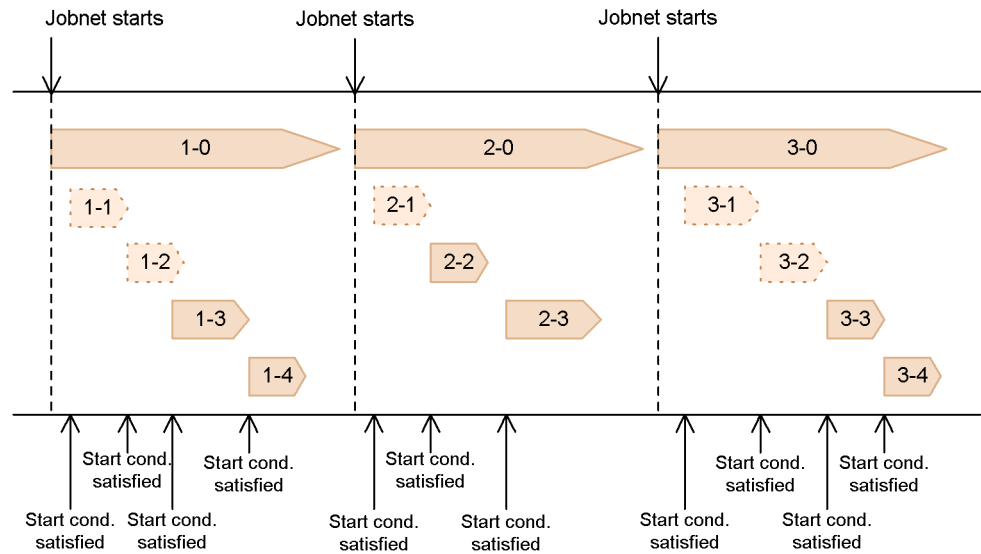 Jobnet starts
Jobnet starts
Jobnet starts
1-0
2-0
3-0
1-1
2-1
3-1
1-2
2-2
3-2
1-3
2-3
3-3
1-4
3-4
Start cond.
satisfied
Start cond.
satisfied
Start cond.
satisfied
Start cond.
satisfied
Start cond.
satisfied
Start cond.
satisfied
Start cond.
satisfied
Start cond.
satisfied
Start cond.
satisfied
Start cond.
satisfied
Start cond.
satisfied